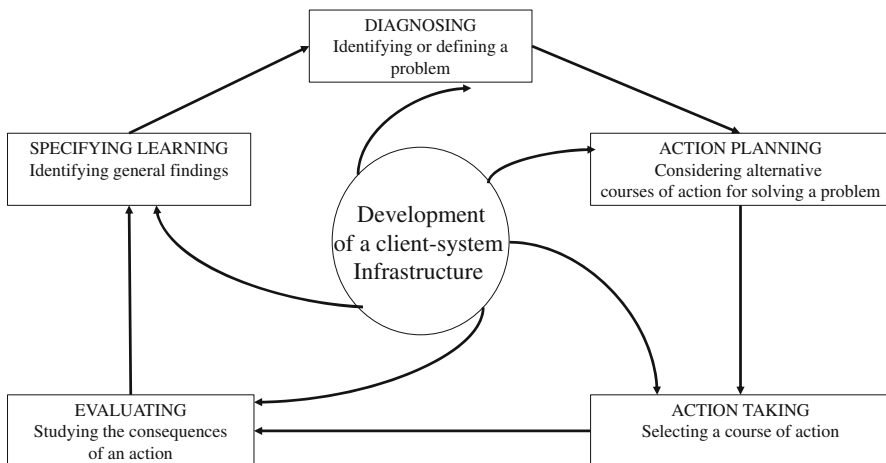 DIAGNOSING
Identifying or defining a
problem
SPECIFYING LEARNING
Identifying general findings
ACTION PLANNING
Considering alternative
courses of action for solving a problem
Development
of a client-system
Infrastructure
EVALUATING
Studying the consequences
of an action
ACTION TAKING
Selecting a course of action